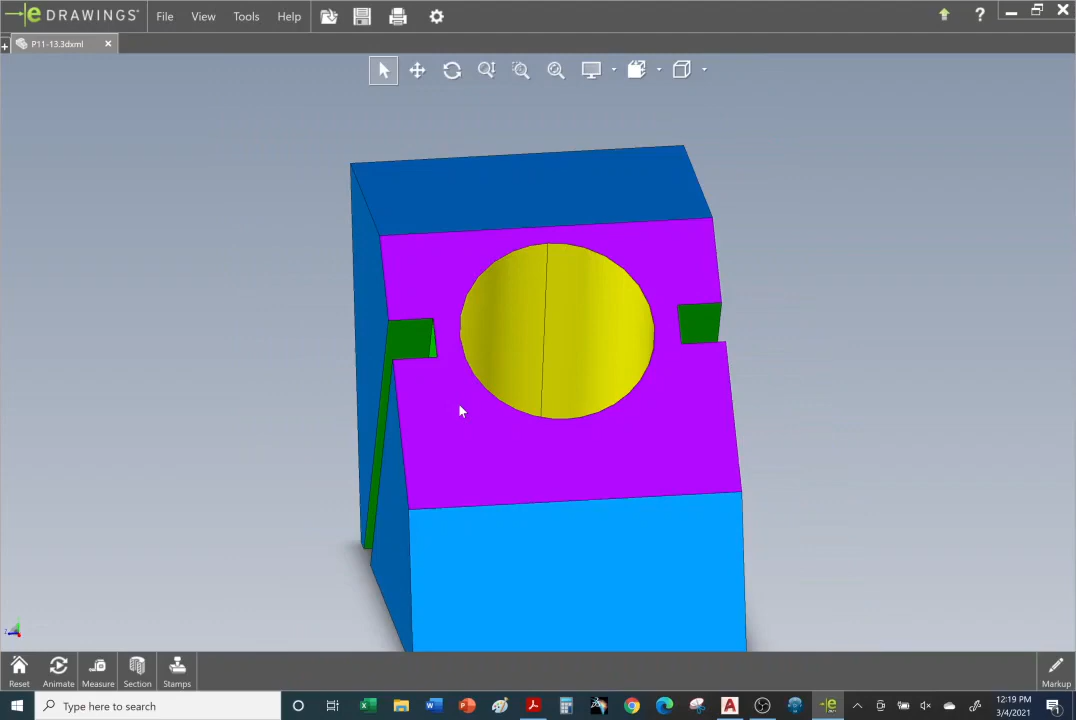 eDRAWINGS® File View Tools Help ?
P11-13.3dxml
Reset Animate Measure Section Stamps Markup
Type here to search
12:19 PM
3/4/2021